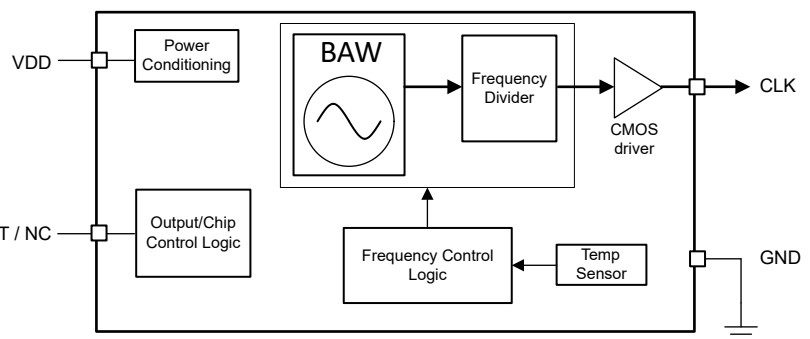 VDD
Power
Conditioning
BAW
Frequency
Divider
CMOS
driver
CLK
T / NC
Output/Chip
Control Logic
Frequency Control
Logic
Temp
Sensor
GND